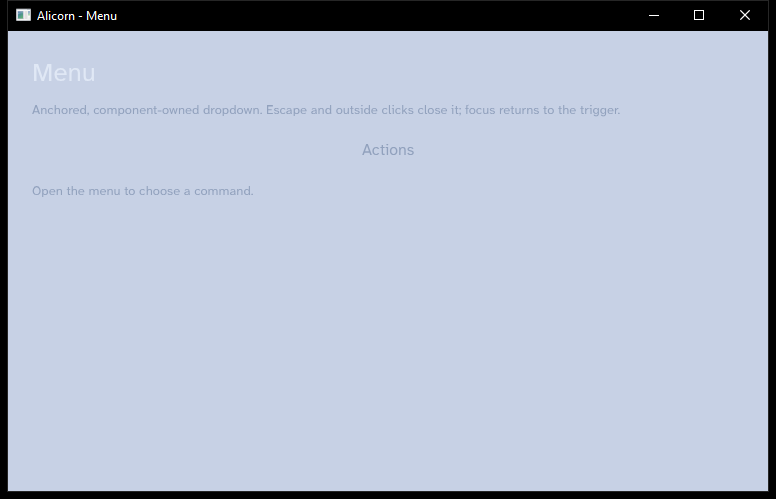 Alicorn - Menu
Menu
Anchored, component-owned dropdown. Escape and outside clicks close it; focus returns to the trigger.
Actions
Open the menu to choose a command.